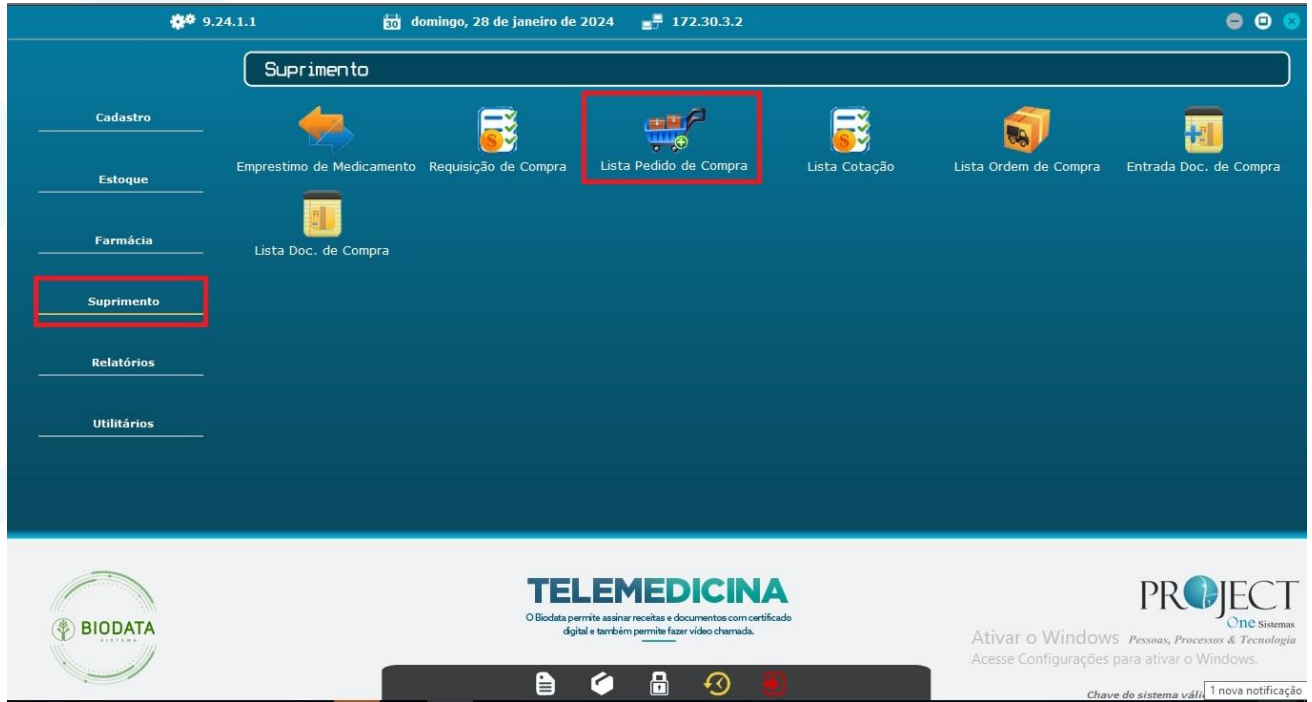 9.24.1.1
30 domingo, 28 de janeiro de 2024
172.30.3.2
Suprimento
Cadastro
Estoque
Farmácia
Suprimento
Relatórios
Utilitários
Emprestimo de Medicamento
Requisição de Compra
Lista Pedido de Compra
Lista Cotação
Lista Ordem de Compra
Entrada Doc. de Compra
Lista Doc. de Compra
BIODATA
SISTEMA
TELEMEDICINA
O Biodata permite assinar receitas e documentos com certificado
digital e também permite fazer vídeo chamada.
PROJECT
One Sistemas
Pessoas, Processos & Tecnologia
Ativar o Windows
Acesse Configurações para ativar o Windows.
Chave do sistema
1 nova notificação